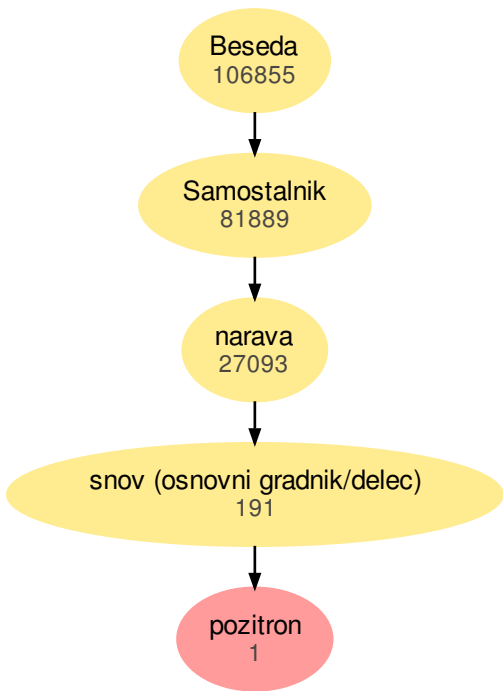 Beseda
106855
Samostalnik
81889
narava
27093
snov (osnovni gradnik/delec)
191
pozitron
1